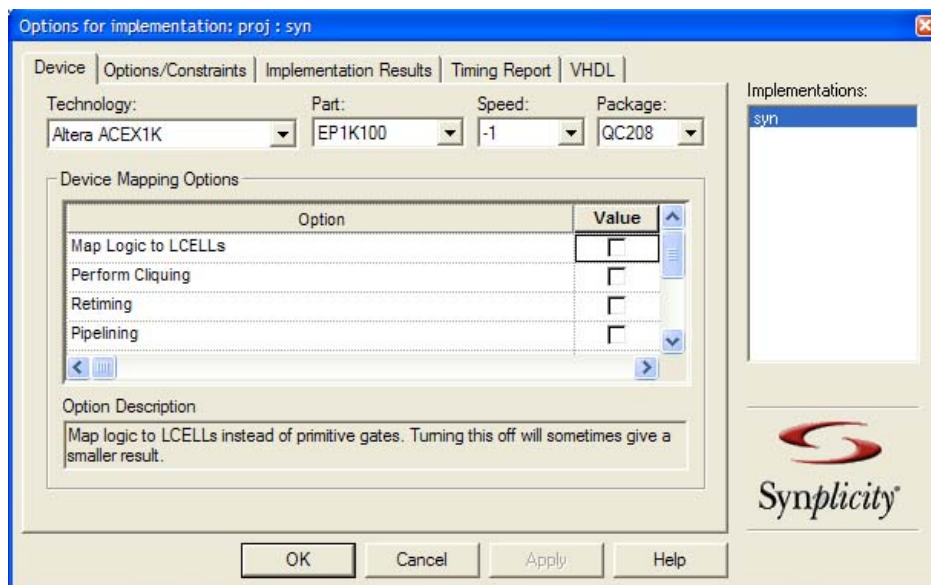 Options for implementation: proj : syn
Device Options/Constraints Implementation Results Timing Report VHDL
Technology: Part: Speed: Package:
Altera ACEX1K EP1K100 -1 QC208
Implementations:
syn
Device Mapping Options
Option Value
Map Logic to LCELLs
Perform Cliquing
Retiming
Pipelining
Option Description
Map logic to LCELLs instead of primitive gates. Turning this off will sometimes give a
smaller result.
Synplicity®
OK Cancel Apply Help